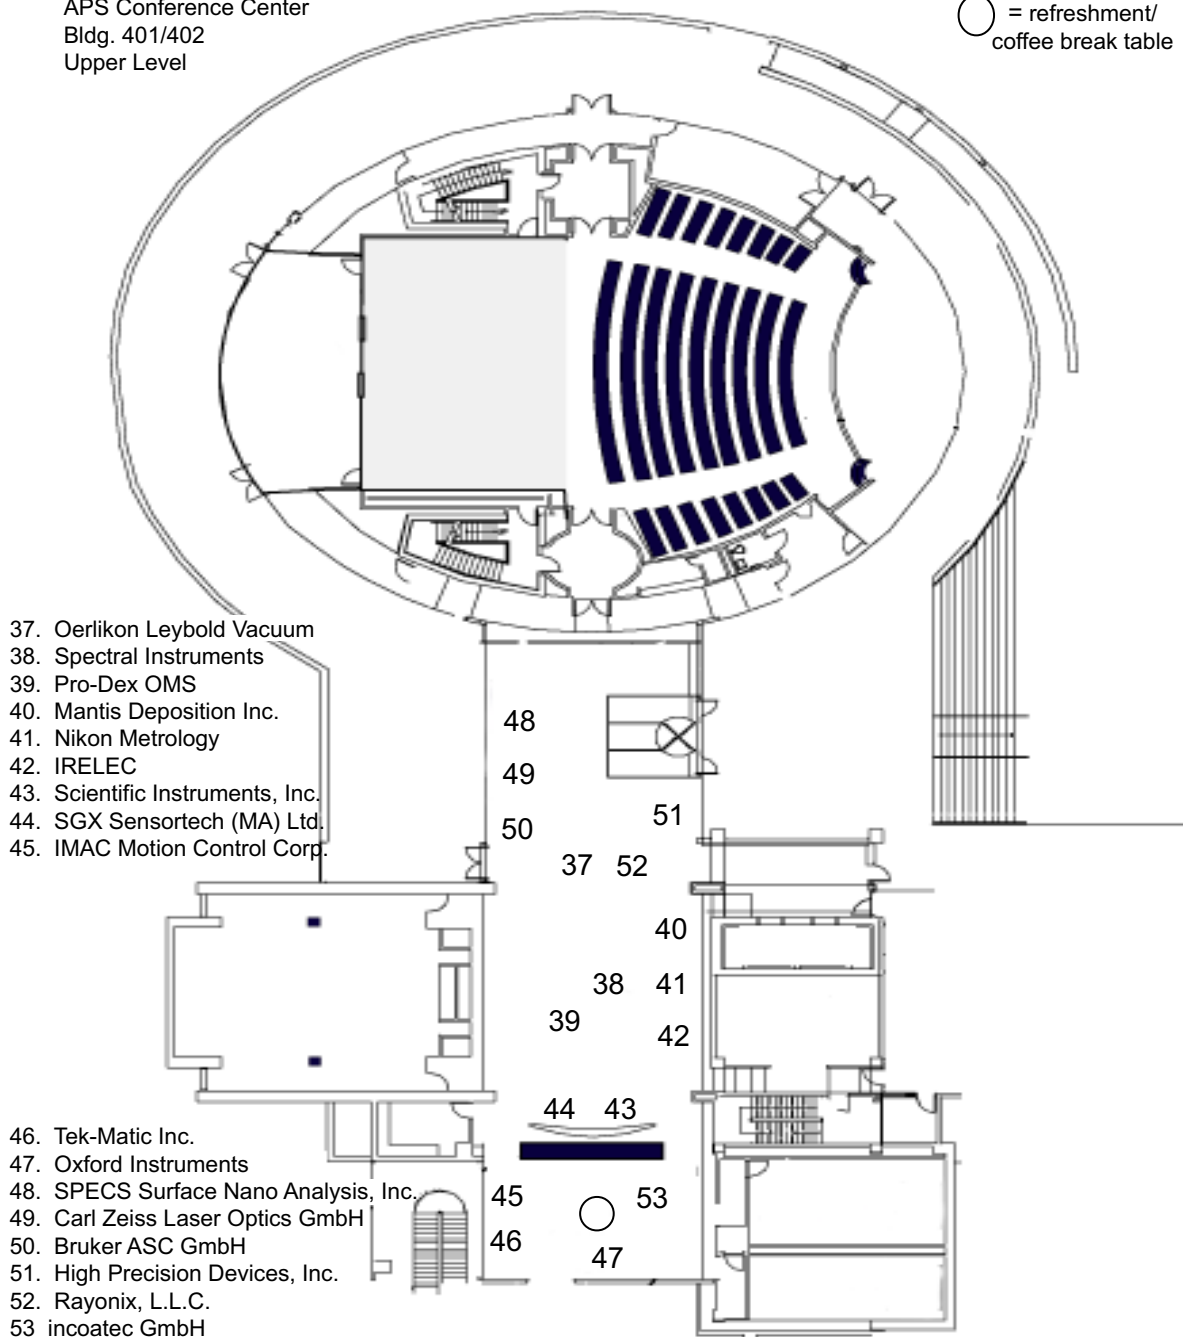 APS Conference Center
Bldg. 401/402
Upper Level
= refreshment/
coffee break table
37. Oerlikon Leybold Vacuum
38. Spectral Instruments
39. Pro-Dex OMS
40. Mantis Deposition Inc.
41. Nikon Metrology
42. IRELEC
43. Scientific Instruments, Inc.
44. SGX Sensortech (MA) Ltd.
45. IMAC Motion Control Corp.
48
49
51
50
37 52
40
38 41
39
42
44 43
46. Tek-Matic Inc.
47. Oxford Instruments
48. SPECS Surface Nano Analysis, Inc.
49. Carl Zeiss Laser Optics GmbH
50. Bruker ASC GmbH
51. High Precision Devices, Inc.
52. Rayonix, L.L.C.
53 incoatec GmbH
45 53
46
47